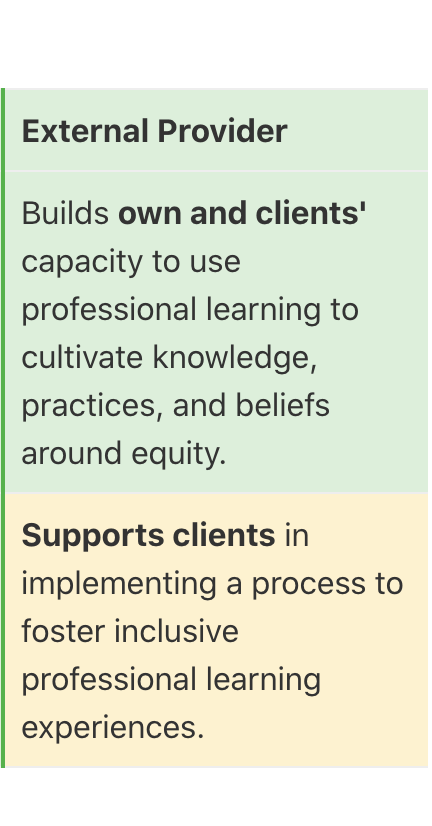 External Provider
Builds own and clients'
capacity to use
professional learning to
cultivate knowledge,
practices, and beliefs
around equity.
Supports clients in
implementing a process to
foster inclusive
professional learning
experiences.